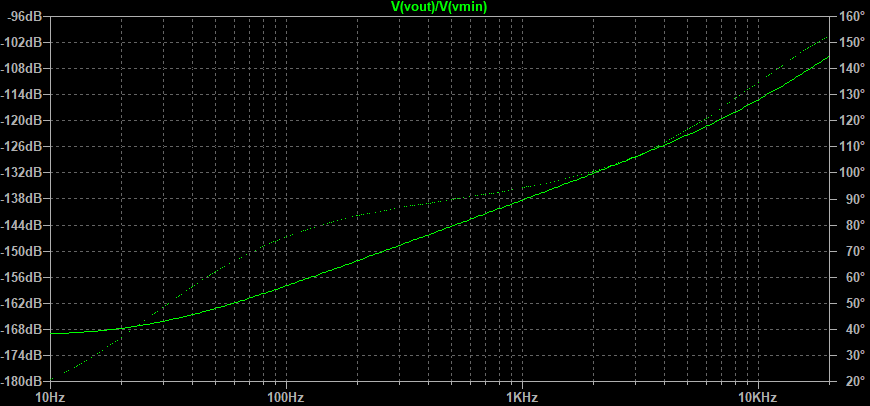 V(vout)/V(vmin)
-96dB 160°
-102dB 150°
-108dB 140°
-114dB 130°
-120dB 120°
-126dB 110°
-132dB 100°
-138dB 90°
-144dB 80°
-150dB 70°
-156dB 60°
-162dB 50°
-168dB 40°
-174dB 30°
-180dB 20°
10Hz 100Hz 1KHz 10KHz